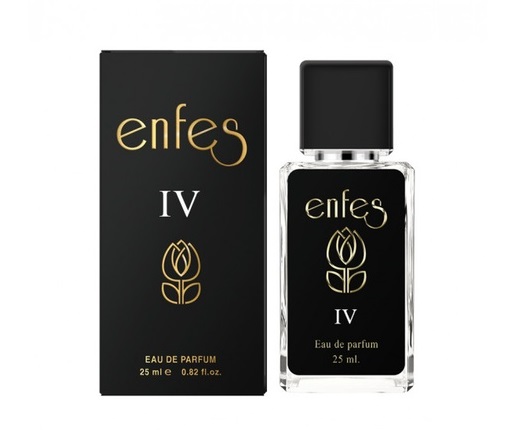 enfes
IV
EAU DE PARFUM
25 ml e 0.82 fl.oz.
enfes
IV
Eau de parfum
25 ml.